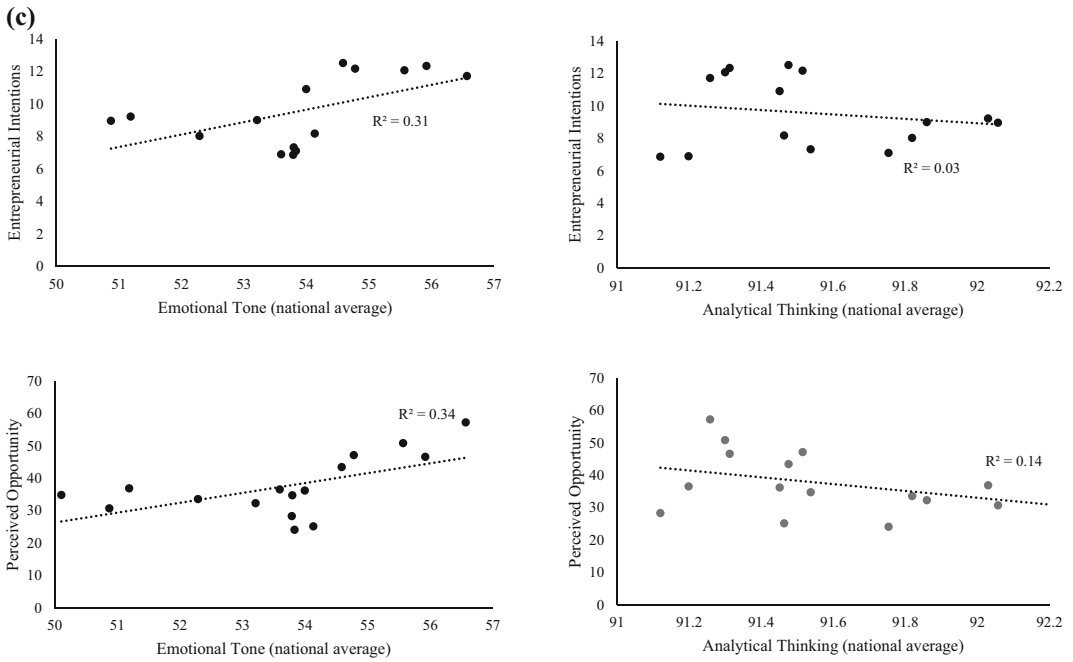 (c)
14
12
10
8
6
4
2
0
Entrepreneurial Intentions
R² = 0.31
50 51 52 53 54 55 56 57
Emotional Tone (national average)
14
12
10
8
6
4
2
0
Entrepreneurial Intentions
R² = 0.03
91 91.2 91.4 91.6 91.8 92 92.2
Analytical Thinking (national average)
70
60
50
40
30
20
10
0
Perceived Opportunity
R² = 0.34
50 51 52 53 54 55 56 57
Emotional Tone (national average)
70
60
50
40
30
20
10
0
Perceived Opportunity
R² = 0.14
91 91.2 91.4 91.6 91.8 92 92.2
Analytical Thinking (national average)